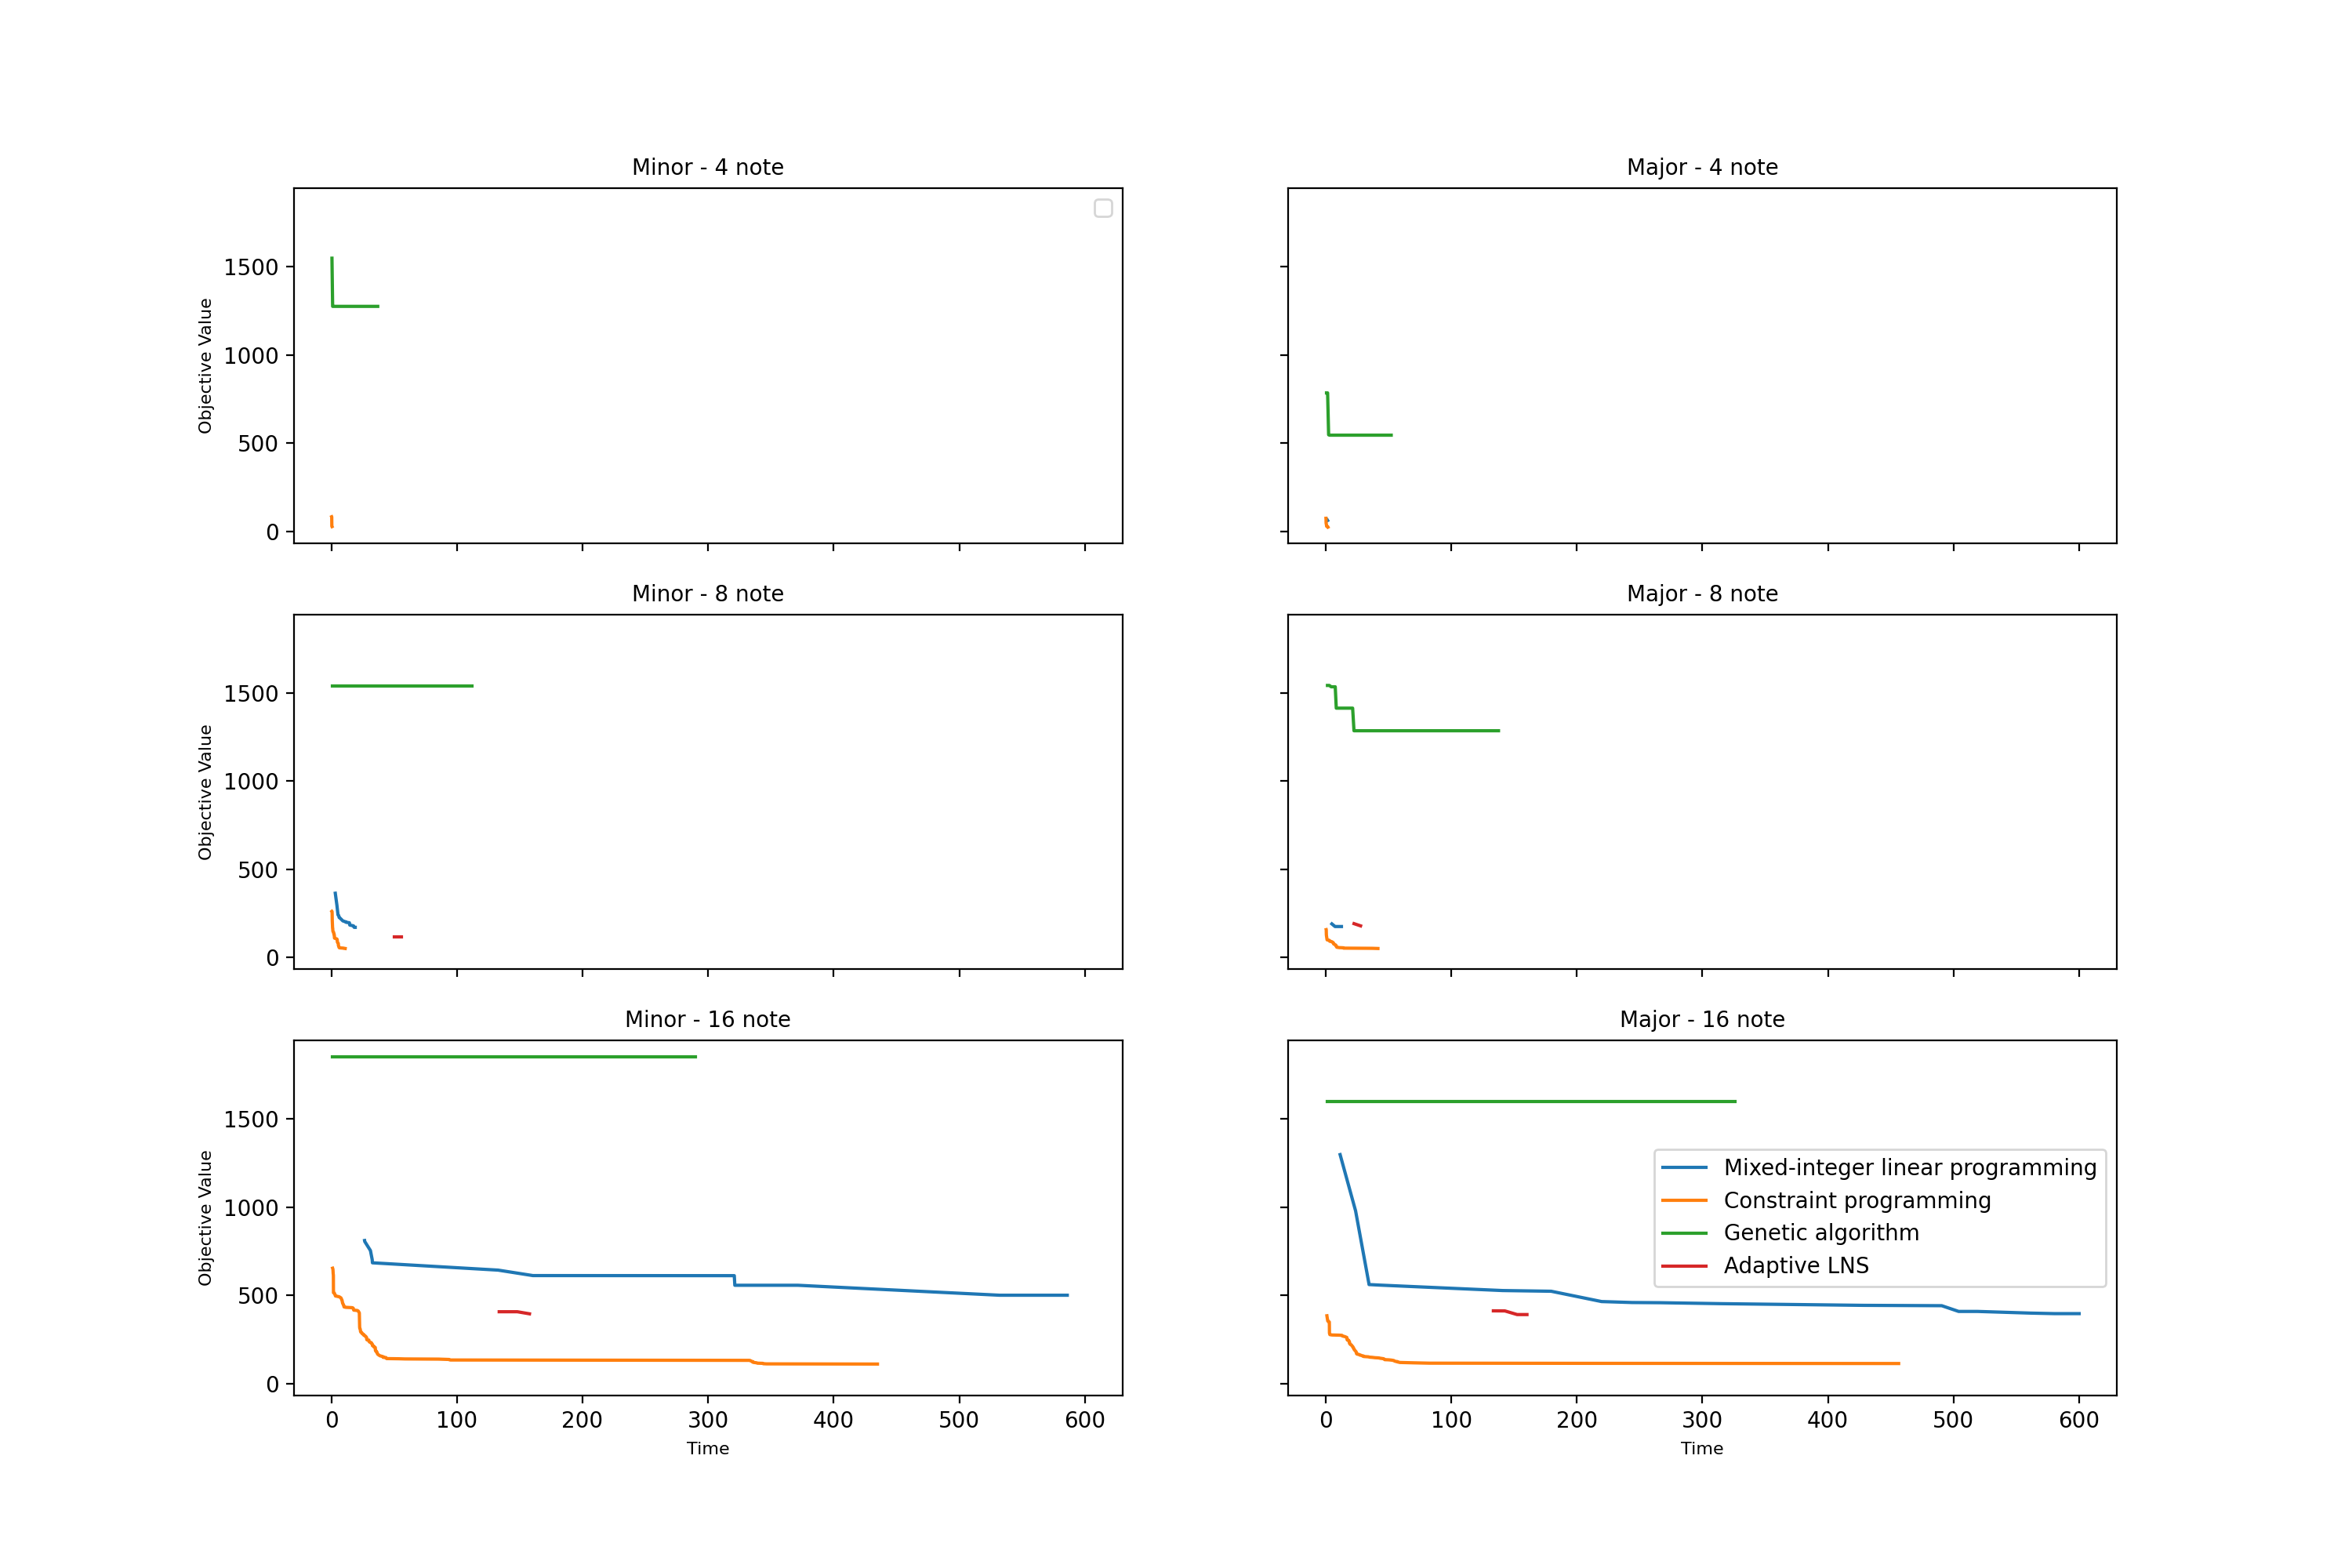 Minor - 4 note
Major - 4 note
Objective Value
1500
1000
500
0
Minor - 8 note
Major - 8 note
Objective Value
1500
1000
500
0
Minor - 16 note
Major - 16 note
Objective Value
1500
1000
500
0
Mixed-integer linear programming
Constraint programming
Genetic algorithm
Adaptive LNS
0 100 200 300 400 500 600
0 100 200 300 400 500 600
Time
Time